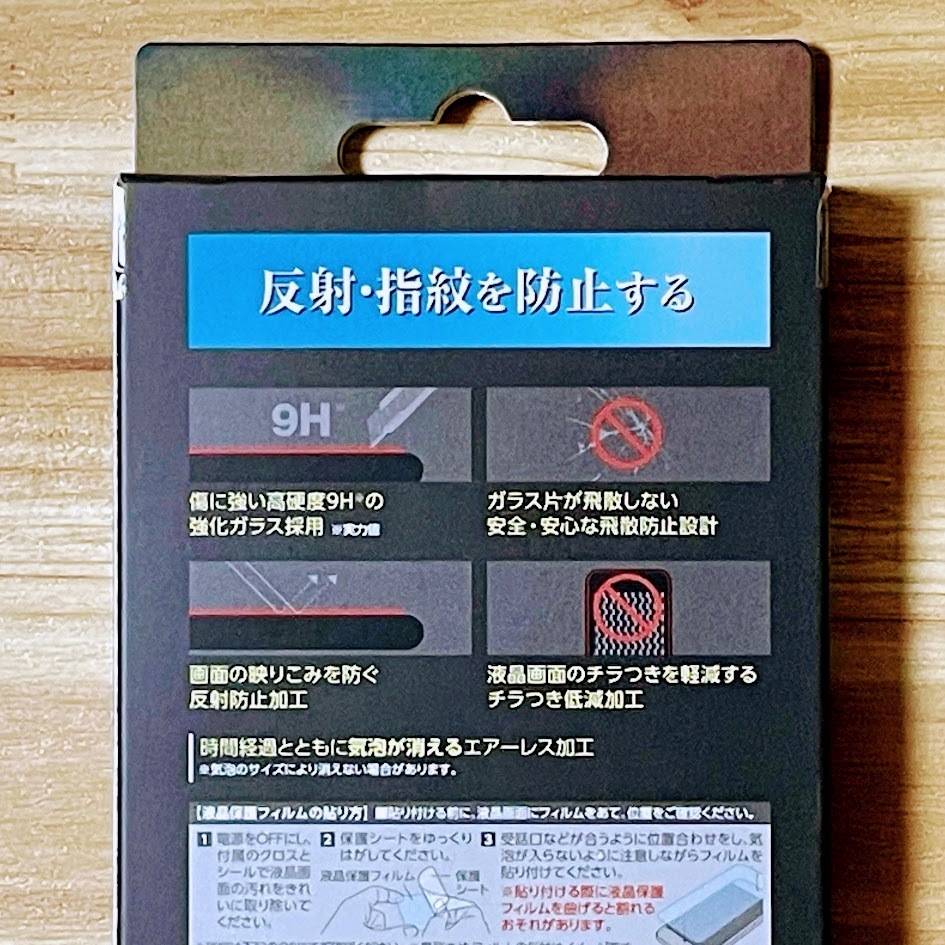 反射・指紋を防止する
9H
傷に強い高硬度9H※の
強化ガラス採用 ※実力値
ガラス片が飛散しない
安全・安心な飛散防止設計
画面の映りこみを防ぐ
反射防止加工
液晶画面のチラつきを軽減する
チラつき低減加工
時間経過とともに気泡が消えるエアーレス加工
※気泡のサイズにより消えない場合があります。
【液晶保護フィルムの貼り方】 貼り付ける前に、液晶画面にフィルムをあて、位置をご確認ください。
1 電源をOFFにし、
付属のクロスと
シールで液晶画
面の汚れをきれ
いに取り除いて
ください。
2 保護シートをゆっくり
はがしてください。
液晶保護フィルム
保護
シート
3 受話口などが合うように位置合わせをし、気
泡が入らないように注意しながらフィルムを
貼り付けてください。
※貼り付ける際に液晶保護
フィルムを曲げると割れる
おそれがあります。